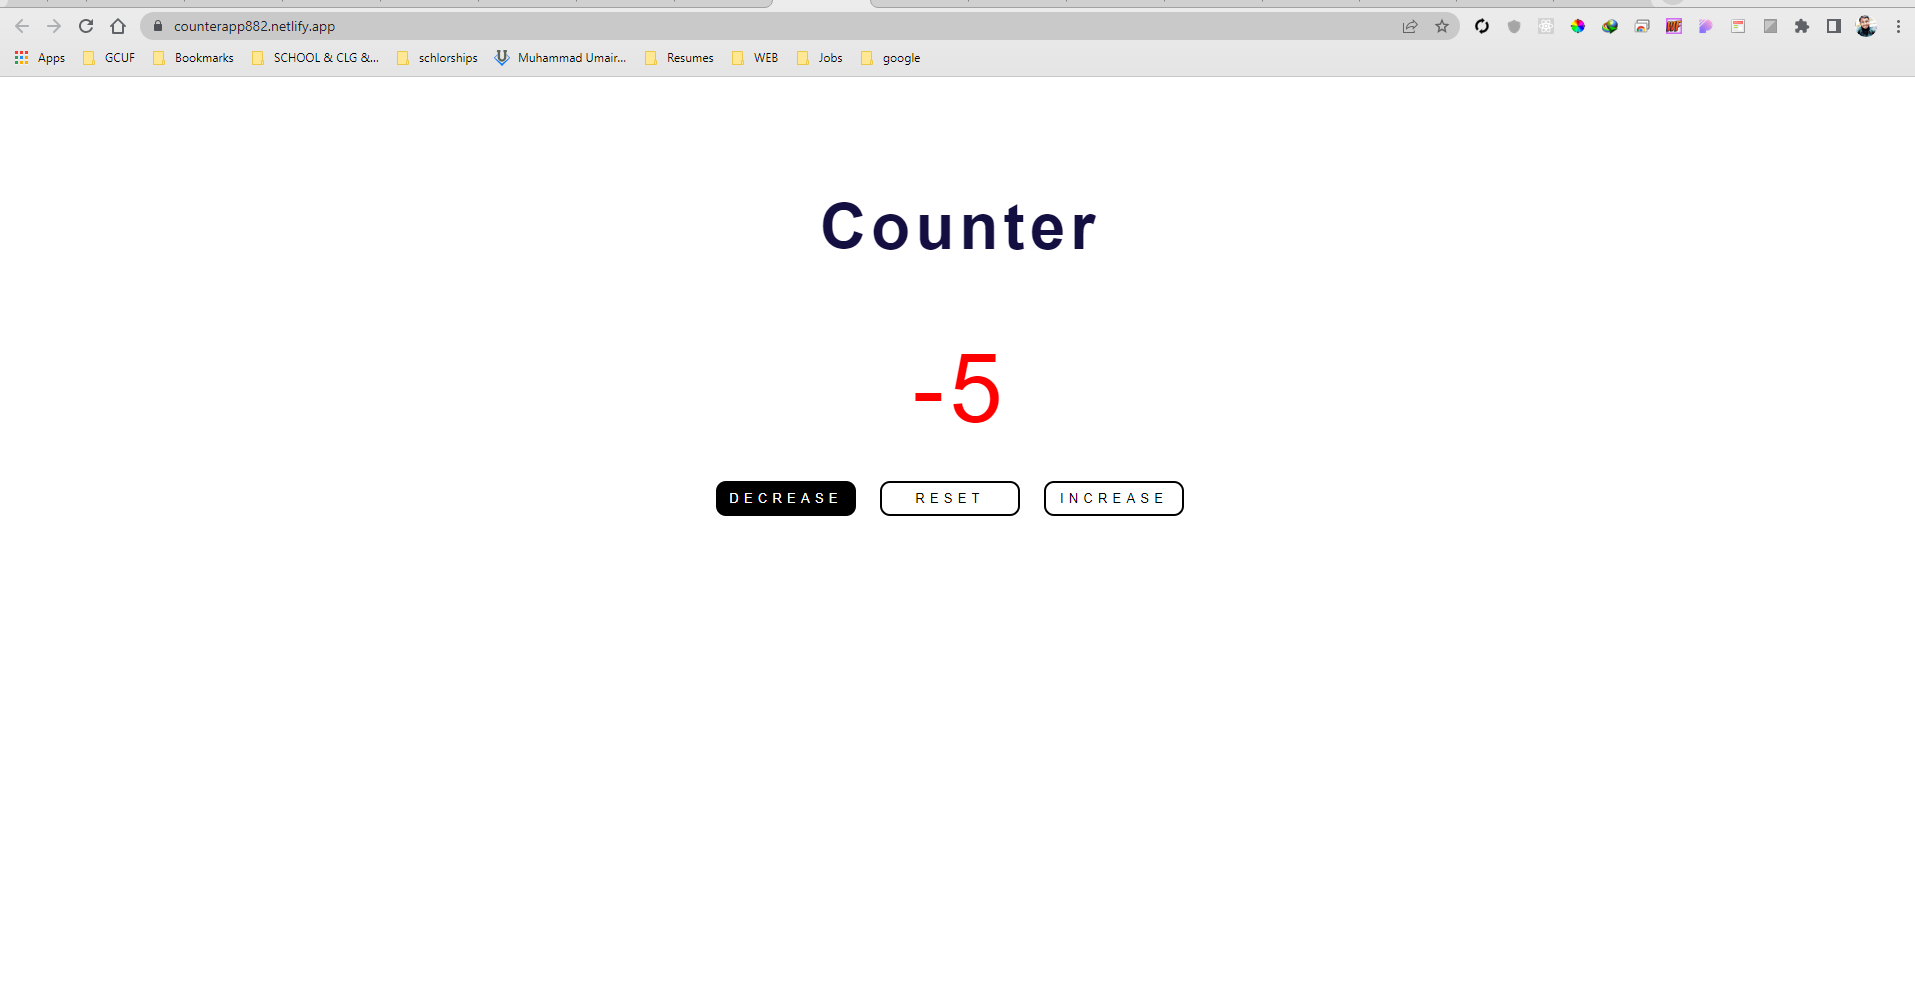 counterapp882.netlify.app
Apps GCUF Bookmarks SCHOOL & CLG &... schlorships Muhammad Umair... Resumes WEB Jobs google
Counter
-5
DECREASE RESET INCREASE